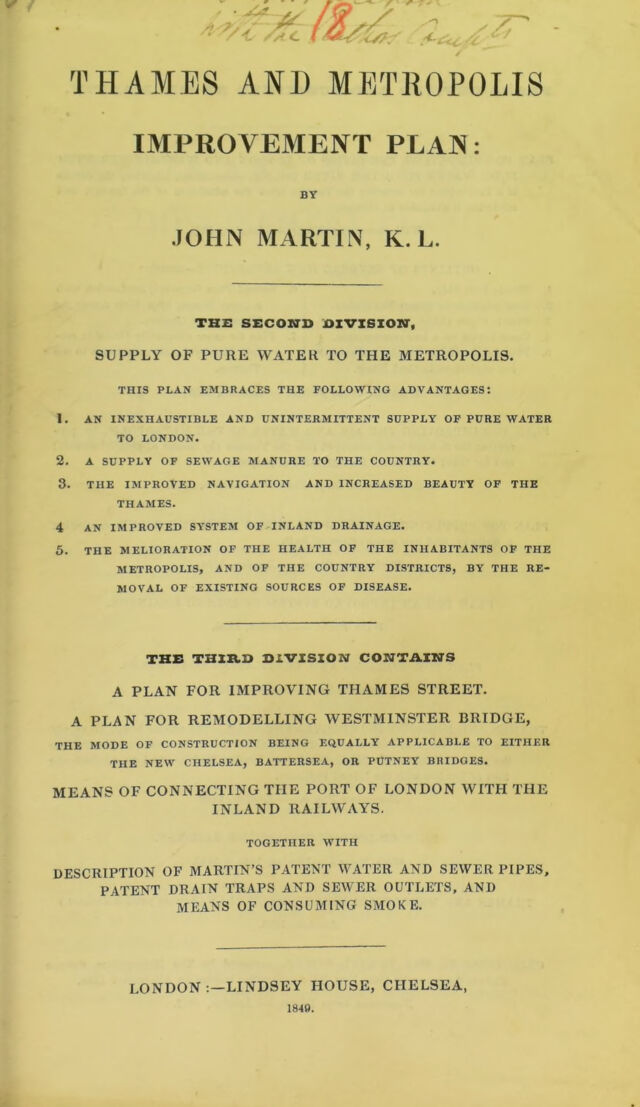 with the Authors Compts
18
THAMES AND METROPOLIS
IMPROVEMENT PLAN:
BY
JOHN MARTIN, K. L.
THE SECOND DIVISION,
SUPPLY OF PURE WATER TO THE METROPOLIS.
THIS PLAN EMBRACES THE FOLLOWING ADVANTAGES:
1. AN INEXHAUSTIBLE AND UNINTERMITTENT SUPPLY OF PURE WATER
TO LONDON.
2. A SUPPLY OF SEWAGE MANURE TO THE COUNTRY.
3. THE IMPROVED NAVIGATION AND INCREASED BEAUTY OF THE
THAMES.
4 AN IMPROVED SYSTEM OF INLAND DRAINAGE.
5. THE MELIORATION OF THE HEALTH OF THE INHABITANTS OF THE
METROPOLIS, AND OF THE COUNTRY DISTRICTS, BY THE RE-
MOVAL OF EXISTING SOURCES OF DISEASE.
THE THIRD DIVISION CONTAINS
A PLAN FOR IMPROVING THAMES STREET.
A PLAN FOR REMODELLING WESTMINSTER BRIDGE,
THE MODE OF CONSTRUCTION BEING EQUALLY APPLICABLE TO EITHER
THE NEW CHELSEA, BATTERSEA, OR PUTNEY BRIDGES.
MEANS OF CONNECTING THE PORT OF LONDON WITH THE
INLAND RAILWAYS.
TOGETHER WITH
DESCRIPTION OF MARTIN'S PATENT WATER AND SEWER PIPES,
PATENT DRAIN TRAPS AND SEWER OUTLETS, AND
MEANS OF CONSUMING SMOKE.
LONDON:—LINDSEY HOUSE, CHELSEA,
1849.